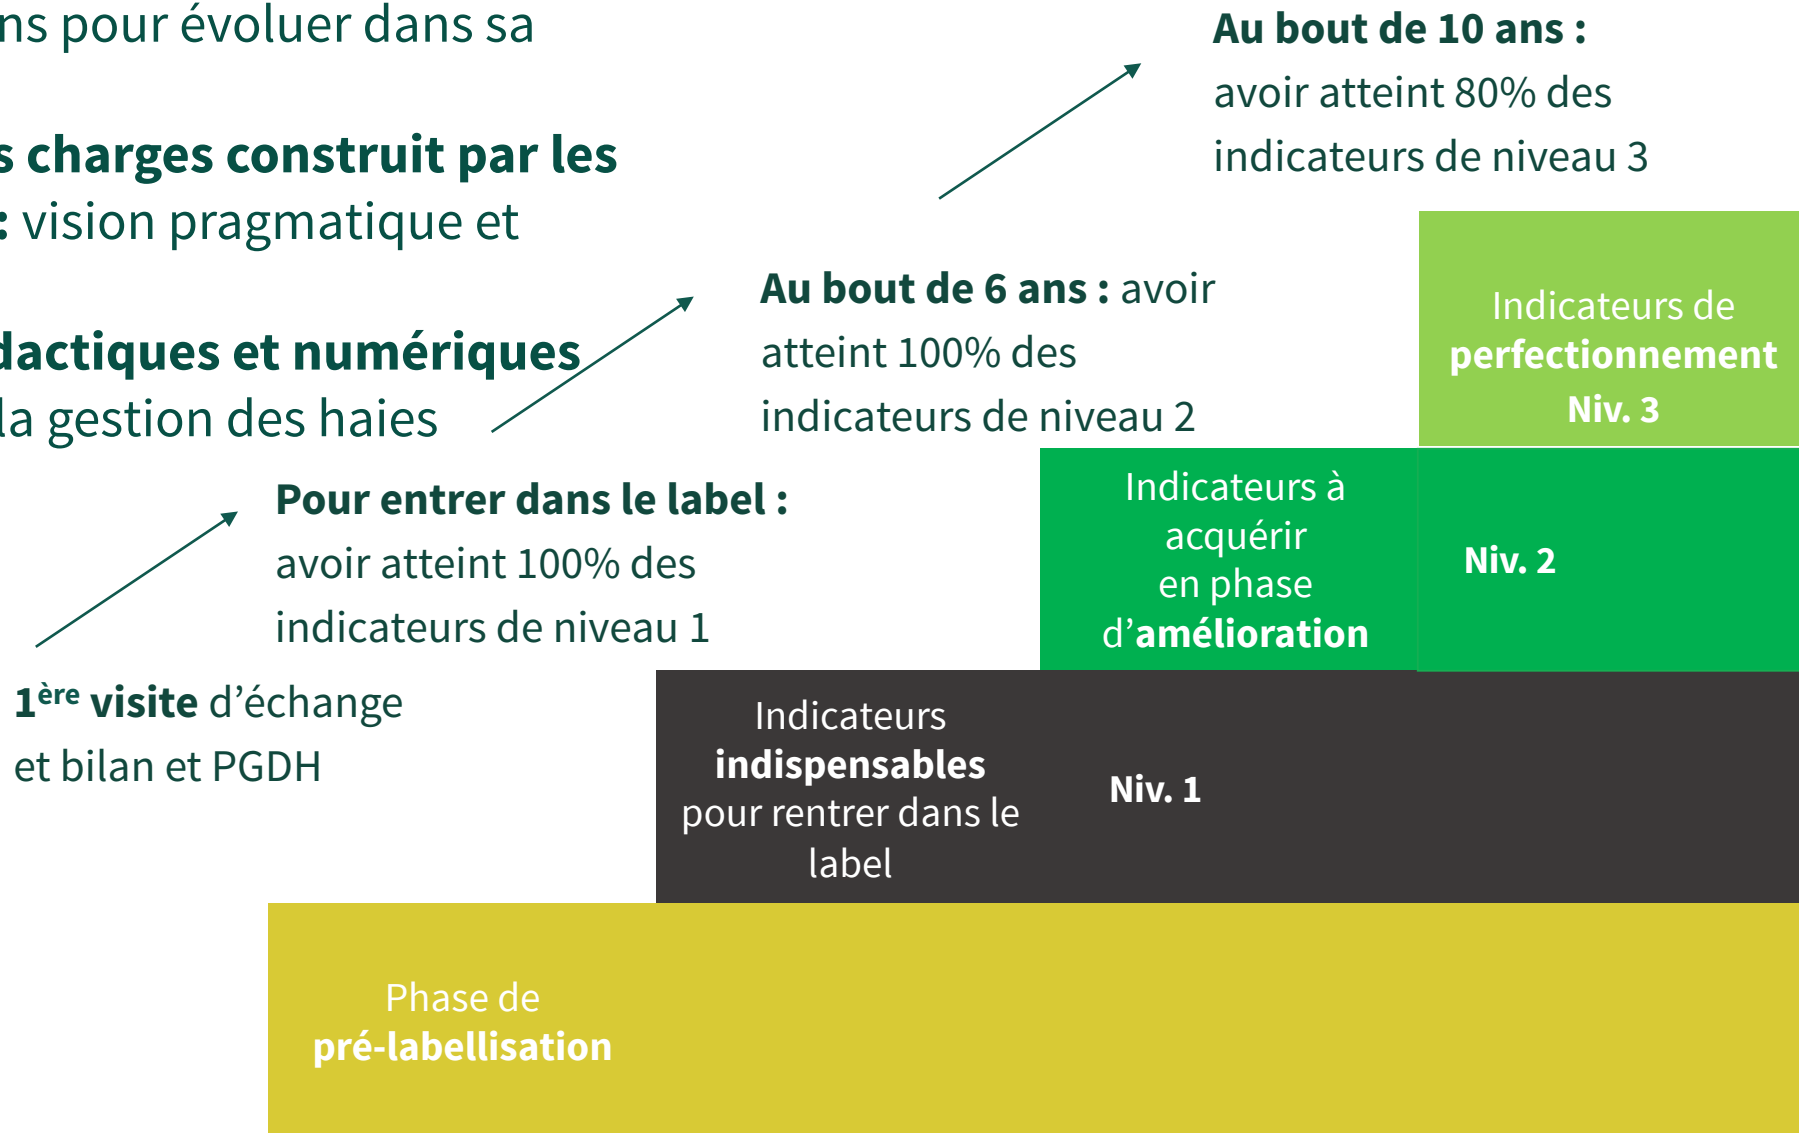 ns pour évoluer dans sa
s charges construit par les
: vision pragmatique et
dactiques et numériques
la gestion des haies
Au bout de 10 ans :
avoir atteint 80% des
indicateurs de niveau 3
Au bout de 6 ans : avoir
atteint 100% des
indicateurs de niveau 2
Pour entrer dans le label :
avoir atteint 100% des
indicateurs de niveau 1
1ère visite d’échange
et bilan et PGDH
Indicateurs de
perfectionnement
Niv. 3
Indicateurs à
acquérir
en phase
d’amélioration
Niv. 2
Indicateurs
indispensables
pour rentrer dans le
label
Niv. 1
Phase de
pré-labellisation